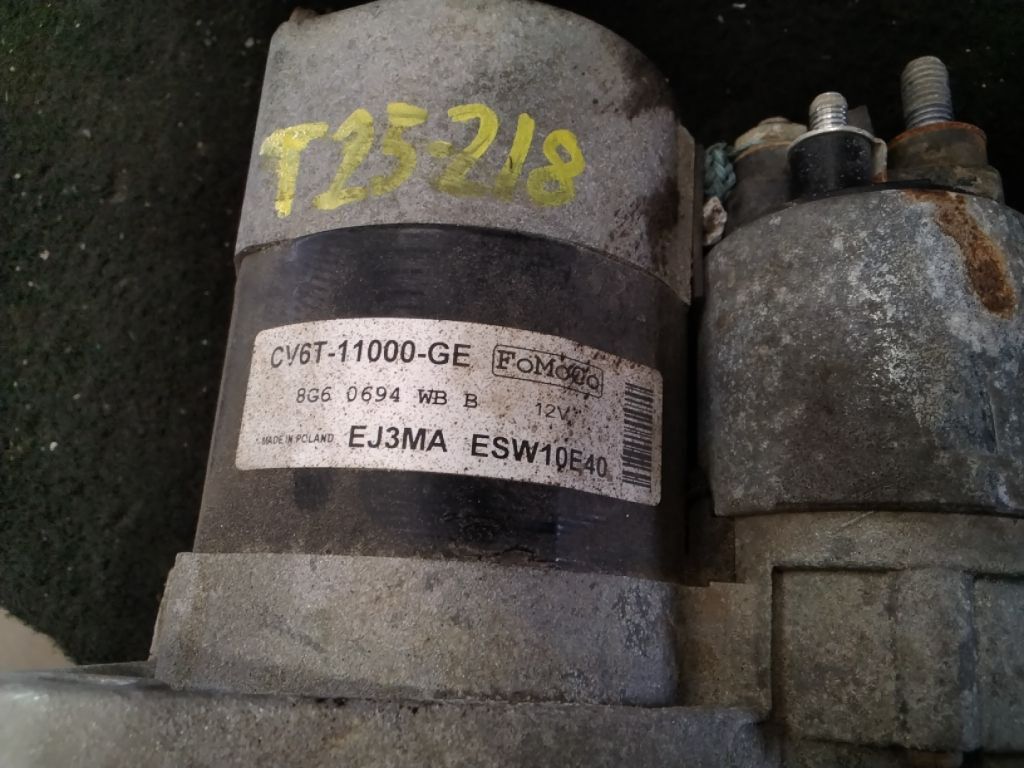 T25-218
CV6T-11000-GE FoMoCo
8G6 0694 WB B 12V
MADE IN POLAND EJ3MA ESW10E40